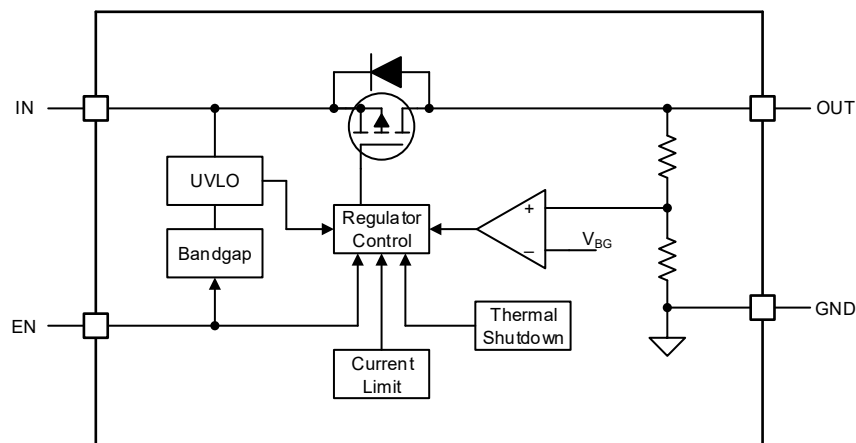 IN
OUT
UVLO
Regulator
Control
+
−
V_BG
Bandgap
EN
GND
Thermal
Shutdown
Current
Limit